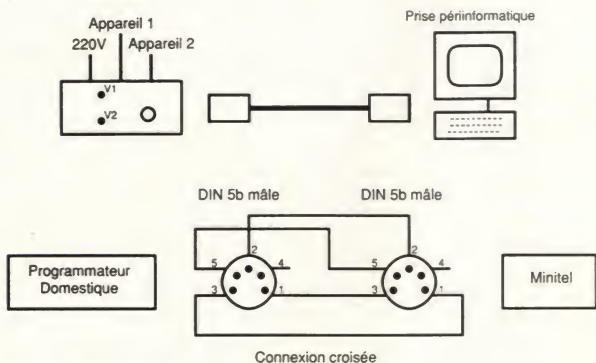 Prise périinformatique
Appareil 1
220V Appareil 2
V1
V2
DIN 5b mâle DIN 5b mâle
2 2
5 4 5 4
3 1 3 1
Programmateur
Domestique
Minitel
Connexion croisée